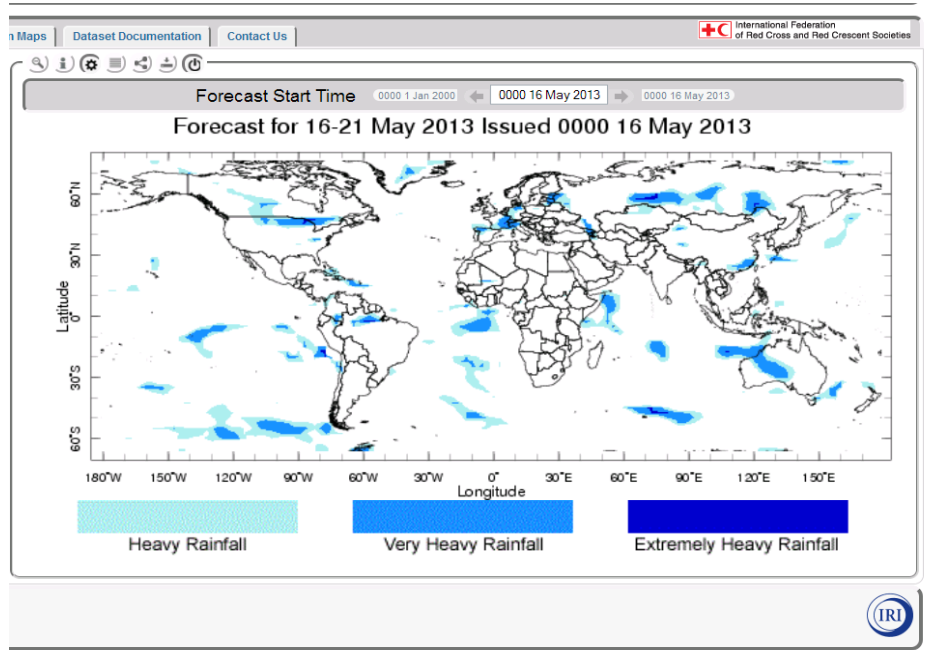 n Maps
Dataset Documentation
Contact Us
International Federation
of Red Cross and Red Crescent Societies
Forecast Start Time
0000 1 Jan 2000
0000 16 May 2013
0000 16 May 2013
Forecast for 16-21 May 2013 Issued 0000 16 May 2013
Latitude
60°N
30°N
0°
30°S
60°S
180°W 150°W 120°W 90°W 60°W 30°W 0° 30°E 60°E 90°E 120°E 150°E
Longitude
Heavy Rainfall
Very Heavy Rainfall
Extremely Heavy Rainfall
IRI